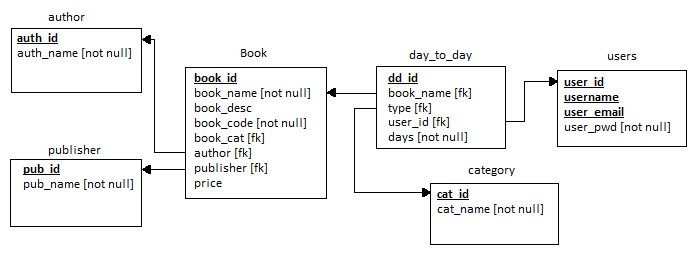 author
auth_id
auth_name [not null]
publisher
pub_id
pub_name [not null]
Book
book_id
book_name [not null]
book_desc
book_code [not null]
book_cat [fk]
author [fk]
publisher [fk]
price
day_to_day
dd_id
book_name [fk]
type [fk]
user_id [fk]
days [not null]
users
user_id
username
user_email
user_pwd [not null]
category
cat_id
cat_name [not null]